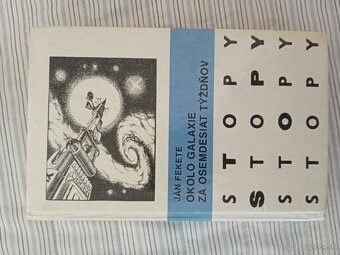 JÁN FEKETE
OKOLO GALAXIE
ZA OSEMDESIAT TÝŽDŇOV
STOPY
STOPY
STOPY
STOPY